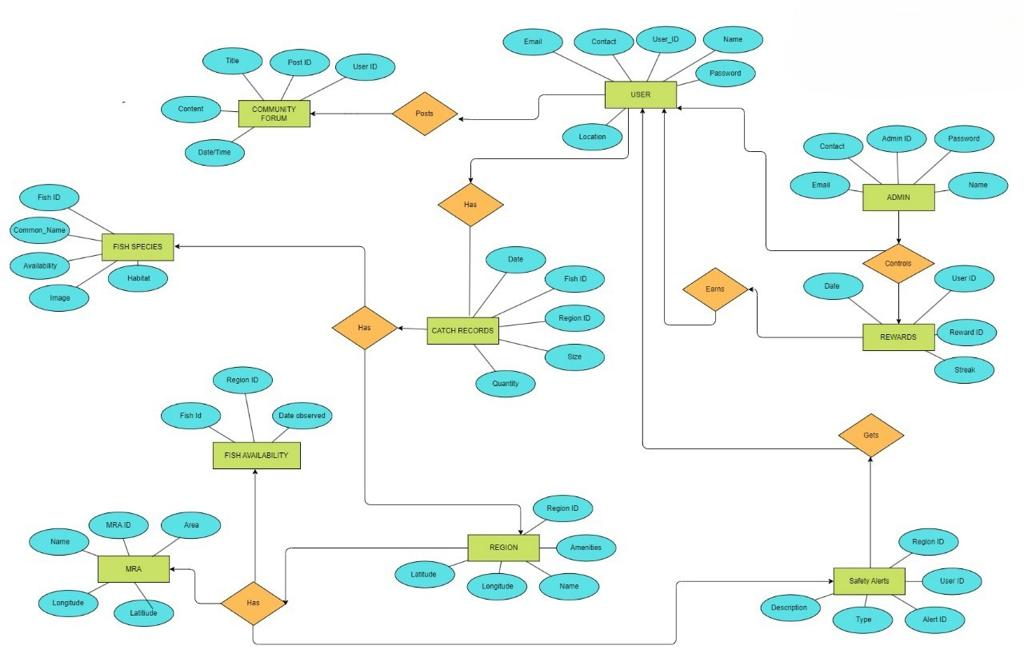 Email
Contact
User_ID
Name
Password
USER
Location
Title
Post ID
User ID
Content
COMMUNITY
FORUM
Date/Time
Posts
Contact
Admin ID
Password
Email
Name
ADMIN
Controls
Has
Fish ID
Common_Name
Availability
Image
Habitat
FISH SPECIES
Date
Fish ID
Region ID
Size
Quantity
CATCH RECORDS
Has
Earns
Date
User ID
Reward ID
Streak
REWARDS
Region ID
Fish Id
Date observed
FISH AVAILABILITY
Gets
MRA ID
Area
Name
MRA
Longitude
Latitiude
Has
Region ID
REGION
Amenities
Latitude
Longitude
Name
Region ID
Safety Alerts
User ID
Description
Type
Alert ID